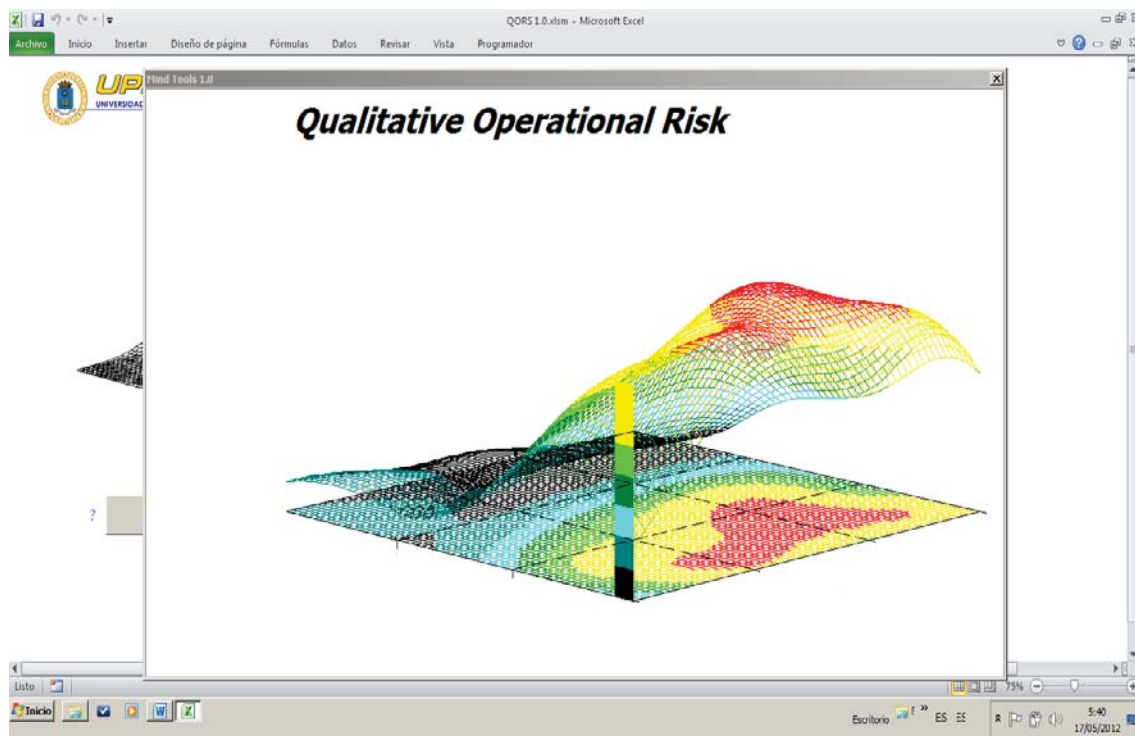 QORS 1.0.xlsm - Microsoft Excel
Archivo Inicio Insertar Diseño de página Fórmulas Datos Revisar Vista Programador
Mind Tools 1.0
UNIVERSIDAD
Qualitative Operational Risk
?
Listo
75%
Inicio
Escritorio
ES
5:40
17/05/2012